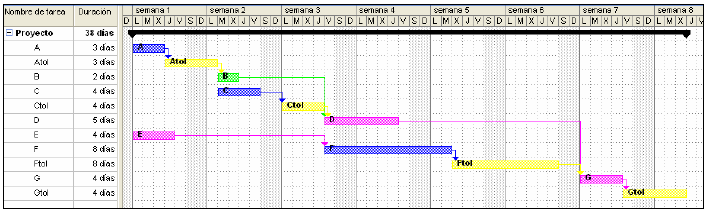 Nombre de tarea Duración semana 1 semana 2 semana 3 semana 4 semana 5 semana 6 semana 7 semana 8
D L M X J V S D L M X J V S D L M X J V S D L M X J V S D L M X J V S D L M X J V S D L M X J V S D L M X J V
Proyecto 38 días
A 3 días A
Atol 3 días Atol
B 2 días B
C 4 días C
Ctol 4 días Ctol
D 5 días D
E 4 días E
F 8 días F
Ftol 8 días Ftol
G 4 días G
Gtol 4 días Gtol